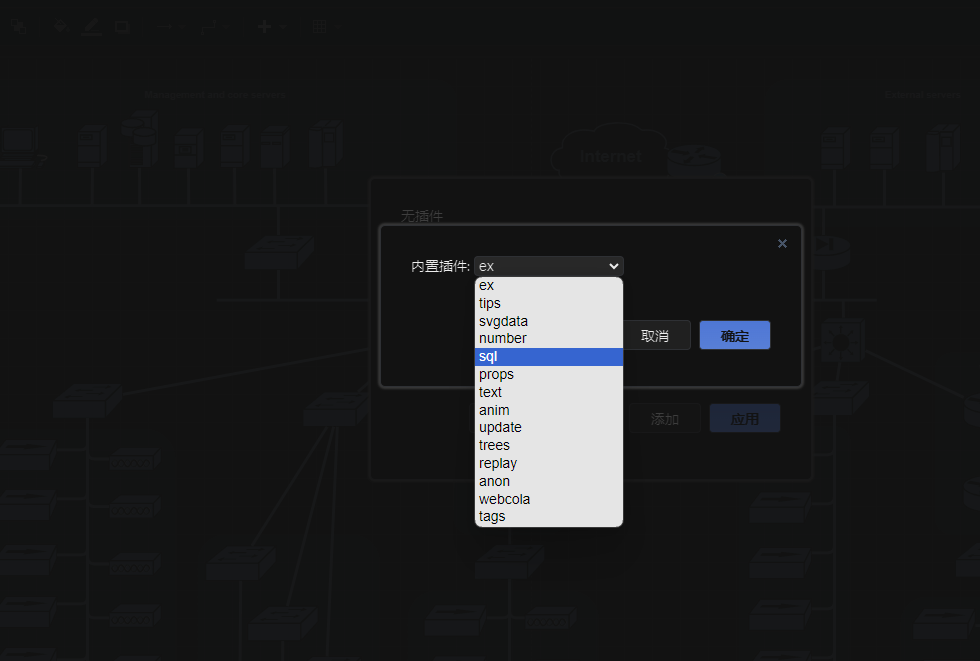 Internet
无插件
内置插件: ex
ex
tips
svgdata
number
sql
props
text
anim
update
trees
replay
anon
webcola
tags
取消
确定
添加
应用